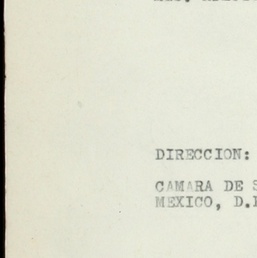 DIRECCION:
CAMARA DE
MEXICO, D.